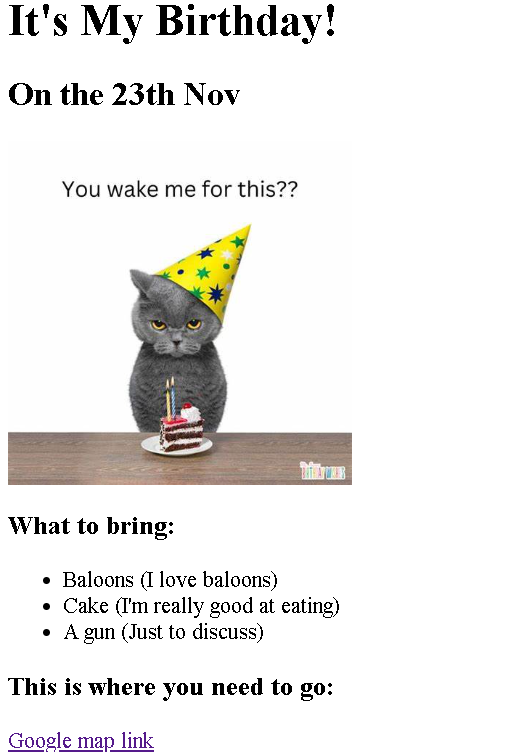 It's My Birthday!
On the 23th Nov
You wake me for this??
What to bring:
Baloons (I love baloons)
Cake (I'm really good at eating)
A gun (Just to discuss)
This is where you need to go:
Google map link